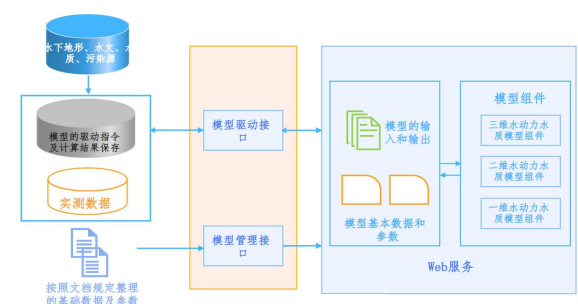 水下地形、水文、水
质、污染源
模型的驱动指令
及计算结果保存
实测数据
按照文档规定整理
的基础数据及参数
模型驱动接
口
模型管理接
口
模型的输
入和输出
模型基本数据和
参数
模型组件
三维水动力水
质模型组件
二维水动力水
质模型组件
一维水动力水
质模型组件
Web服务